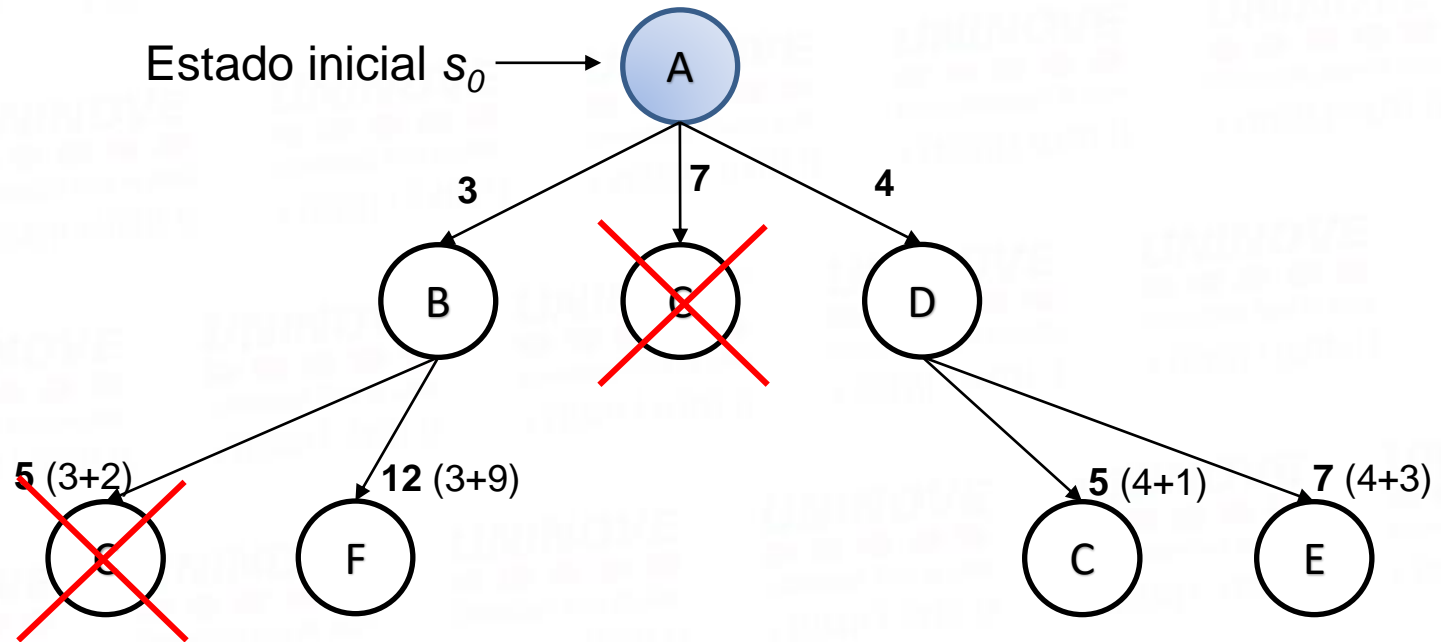 Estado inicial s0
A
3
7
4
B
C
D
5 (3+2)
12 (3+9)
5 (4+1)
7 (4+3)
C
F
C
E